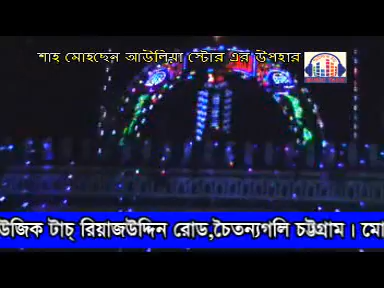 শাহ মোহছেন আউলিয়া স্টোর এর উপহার
উজিক টাচ্ রিয়াজউদ্দিন রোড,চৈতন্যগলি চট্টগ্রাম। মো